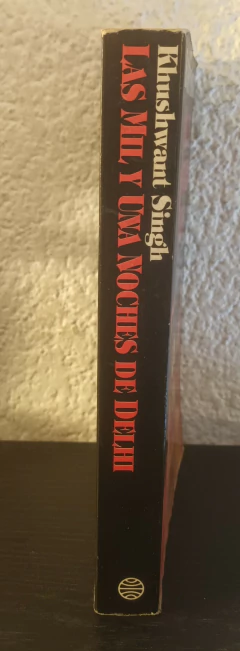 Khushwant Singh
LAS MIL Y UNA NOCHES DE DELHI